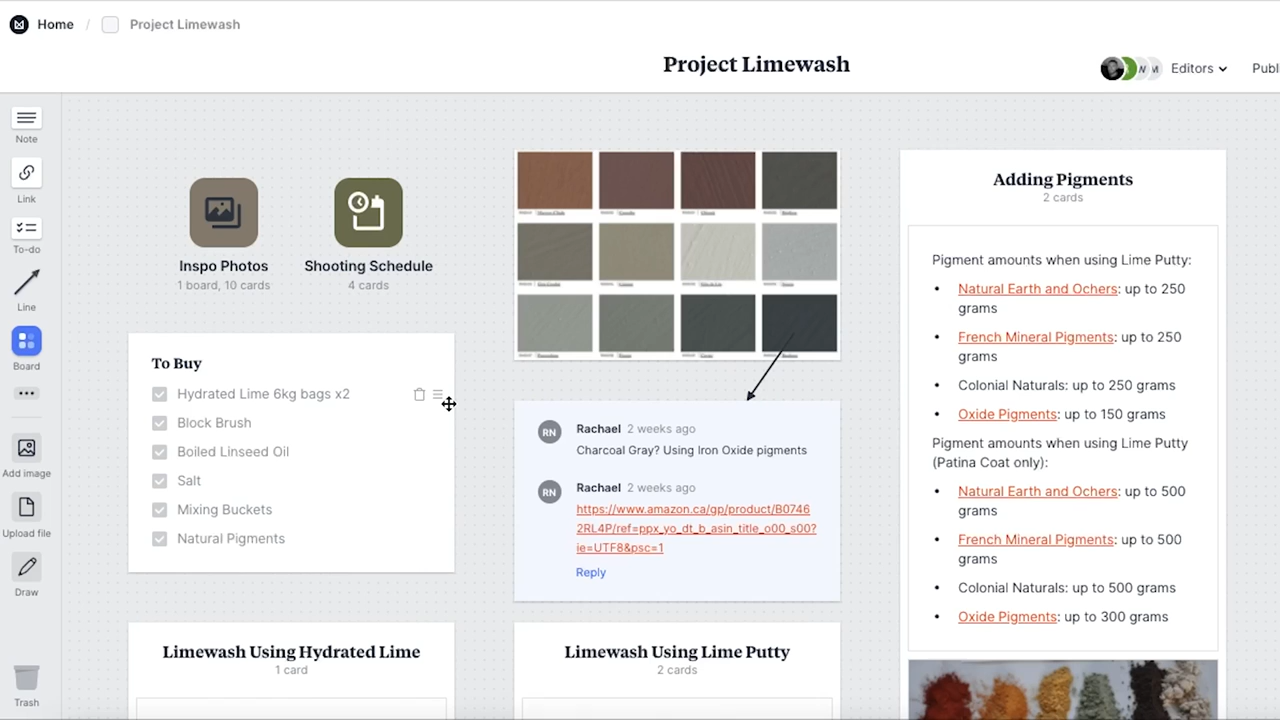 Home / Project Limewash
Project Limewash
Editors
Publ
Note
Link
To-do
Line
Board
Add image
Upload file
Draw
Trash
Inspo Photos
1 board, 10 cards
Shooting Schedule
4 cards
To Buy
Hydrated Lime 6kg bags x2
Block Brush
Boiled Linseed Oil
Salt
Mixing Buckets
Natural Pigments
Limewash Using Hydrated Lime
1 card
RN
Rachael 2 weeks ago
Charcoal Gray? Using Iron Oxide pigments
RN
Rachael 2 weeks ago
https://www.amazon.ca/gp/product/B0746
2RL4P/ref=ppx_yo_dt_b_asin_title_o00_s00?
ie=UTF8&psc=1
Reply
Limewash Using Lime Putty
2 cards
Adding Pigments
2 cards
Pigment amounts when using Lime Putty:
• Natural Earth and Ochers: up to 250
grams
• French Mineral Pigments: up to 250
grams
• Colonial Naturals: up to 250 grams
• Oxide Pigments: up to 150 grams
Pigment amounts when using Lime Putty
(Patina Coat only):
• Natural Earth and Ochers: up to 500
grams
• French Mineral Pigments: up to 500
grams
• Colonial Naturals: up to 500 grams
• Oxide Pigments: up to 300 grams